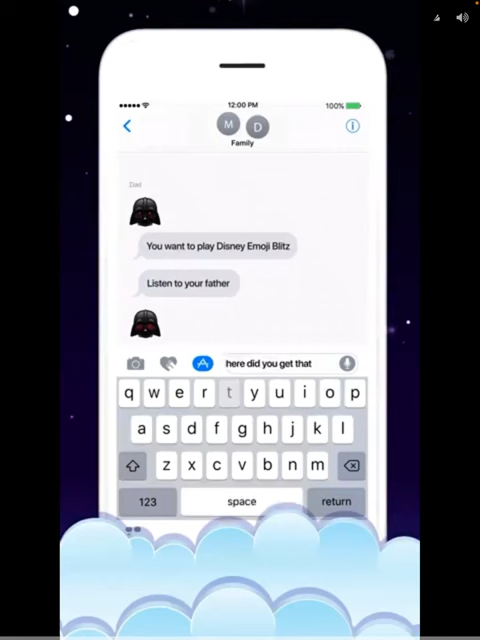 12:00 PM
100%
M D
Family
Dad
You want to play Disney Emoji Blitz
Listen to your father
here did you get that
q w e r t y u i o p
a s d f g h j k l
z x c v b n m
123 space return